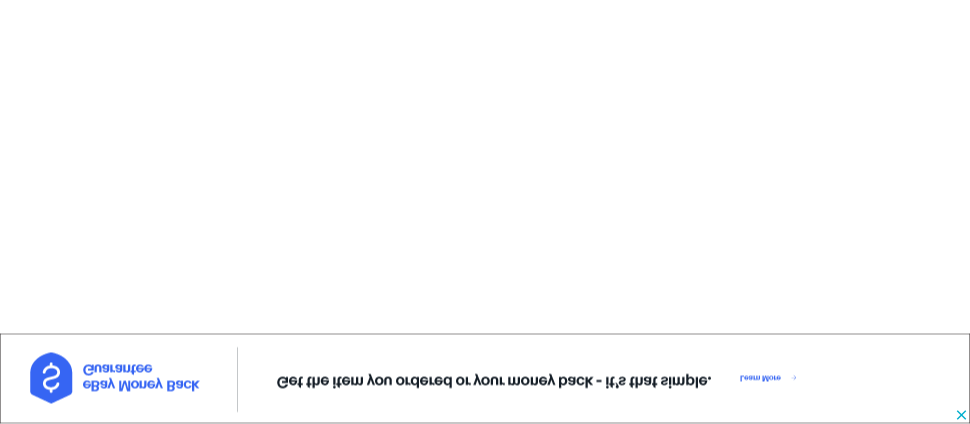 eBay Money Back
Guarantee
Get the item you ordered or your money back - it's that simple.
Learn More